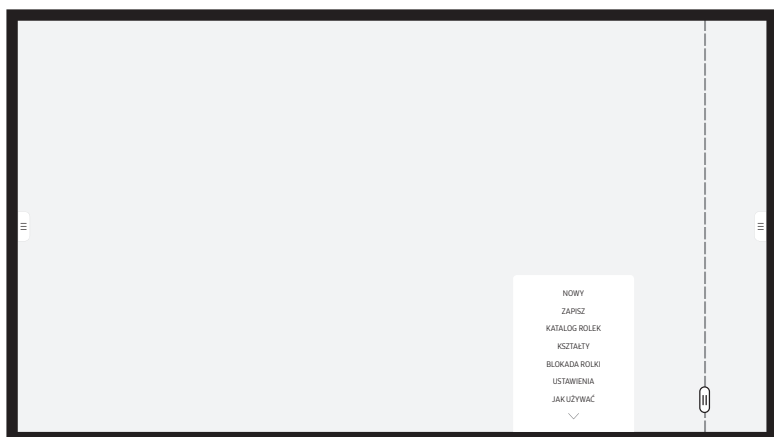 NOWY
ZAPISZ
KATALOG ROLEK
KSZTAŁTY
BLOKADA ROLKI
USTAWIENIA
JAK UŻYWAĆ